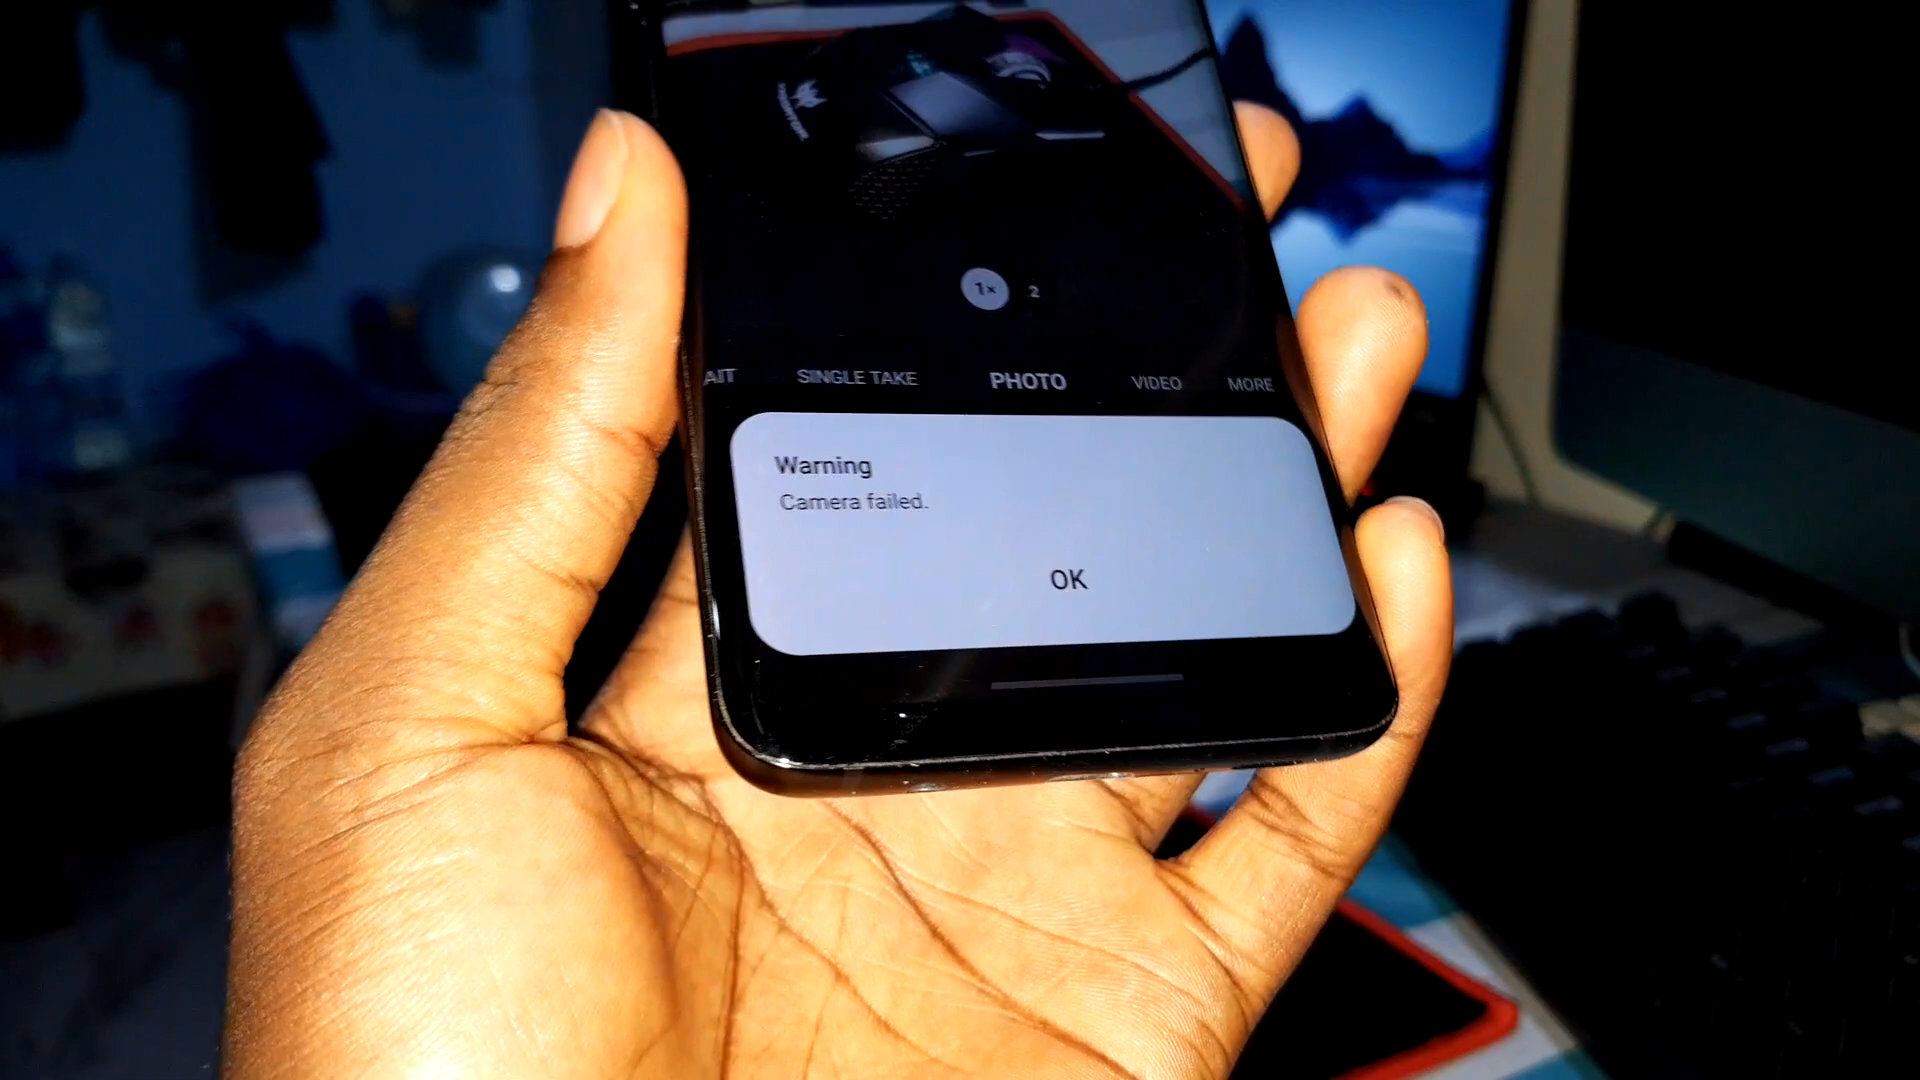 1×
2
AIT
SINGLE TAKE
PHOTO
VIDEO
MORE
Warning
Camera failed.
OK